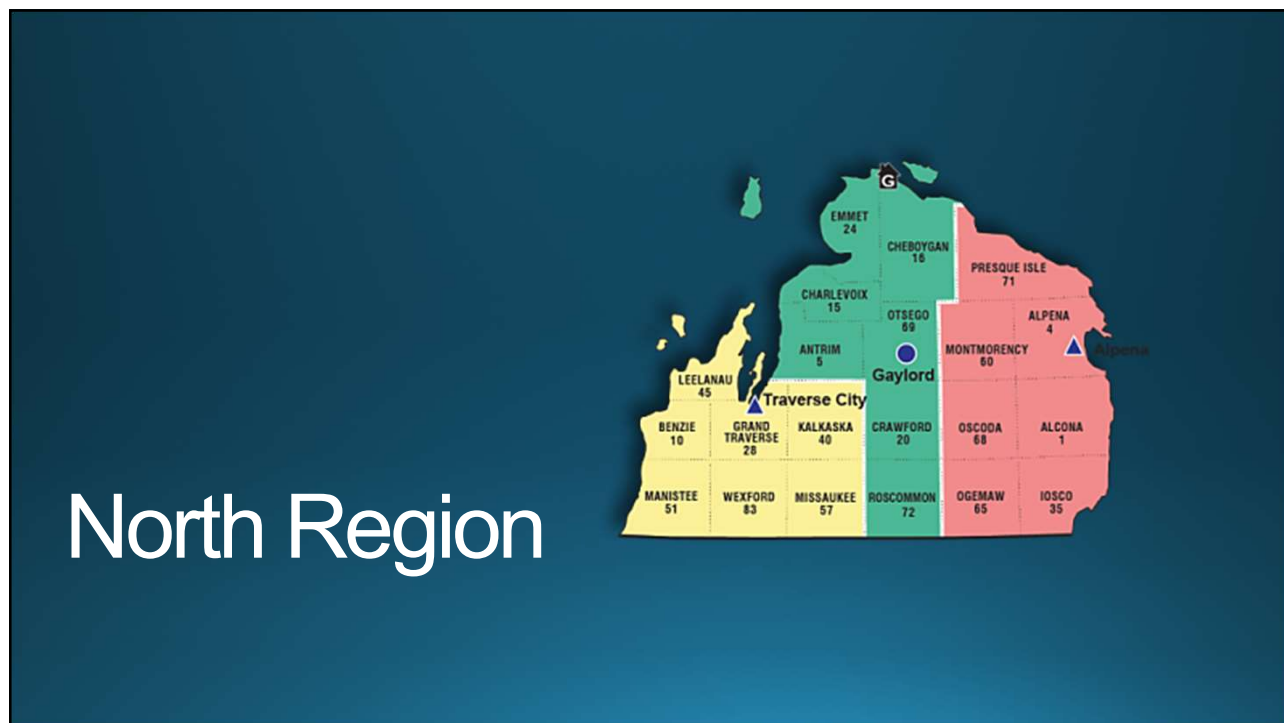 G
EMMET
24
CHEBOYGAN
16
PRESQUE ISLE
71
CHARLEVOIX
15
OTSEGO
69
ALPENA
4
ANTRIM
5
MONTMORENCY
60
Alpena
Gaylord
LEELANAU
45
Traverse City
BENZIE
10
GRAND
TRAVERSE
28
KALKASKA
40
CRAWFORD
20
OSCODA
68
ALCONA
1
MANISTEE
51
WEXFORD
83
MISSAUKEE
57
ROSCOMMON
72
OGEMAW
65
IOSCO
35
North Region